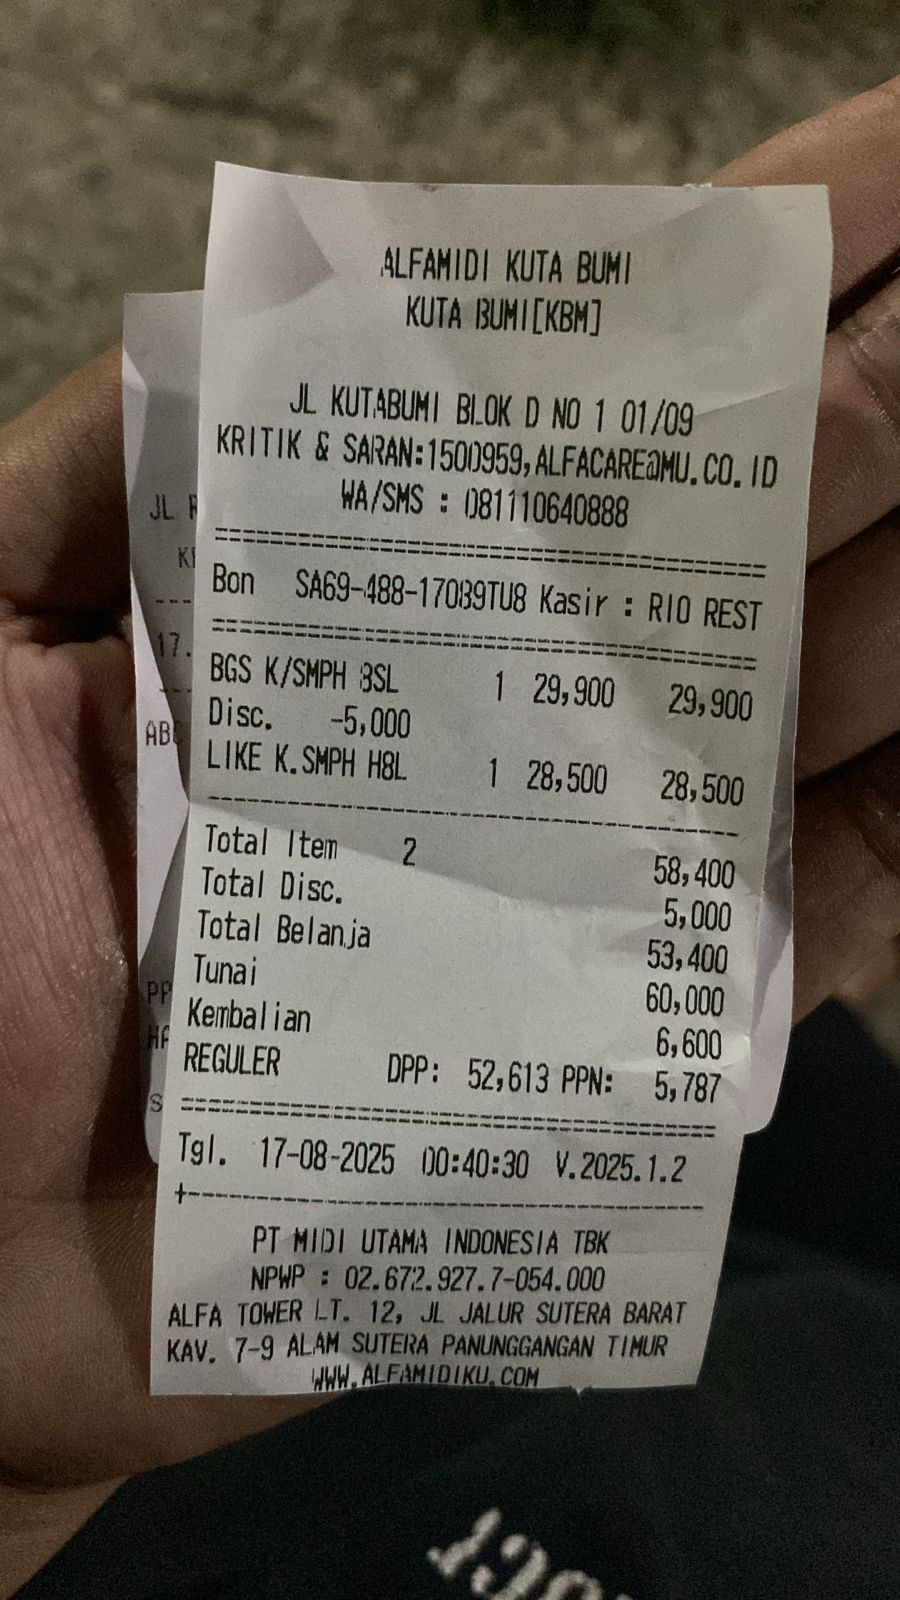 ALFAMIDI KUTA BUMI
KUTA BUMI[KBM]
JL KUTABUMI BLOK D NO 1 01/09
KRITIK & SARAN:1500959,ALFACARE@MU.CO.ID
WA/SMS : 081110640888
Bon SA69-488-17089TU8 Kasir : RIO REST
BGS K/SMPH 3SL 1 29,900 29,900
Disc. -5,000
LIKE K.SMPH H8L 1 28,500 28,500
Total Item 2 58,400
Total Disc. 5,000
Total Belanja 53,400
Tunai 60,000
Kembalian 6,600
REGULER DPP: 52,613 PPN: 5,787
Tgl. 17-08-2025 00:40:30 V.2025.1.2
PT MIDI UTAMA INDONESIA TBK
NPWP : 02.672.927.7-054.000
ALFA TOWER LT. 12, JL JALUR SUTERA BARAT
KAV. 7-9 ALAM SUTERA PANUNGGANGAN TIMUR
WWW.ALFAMIDIKU.COM
JL
17.
PP